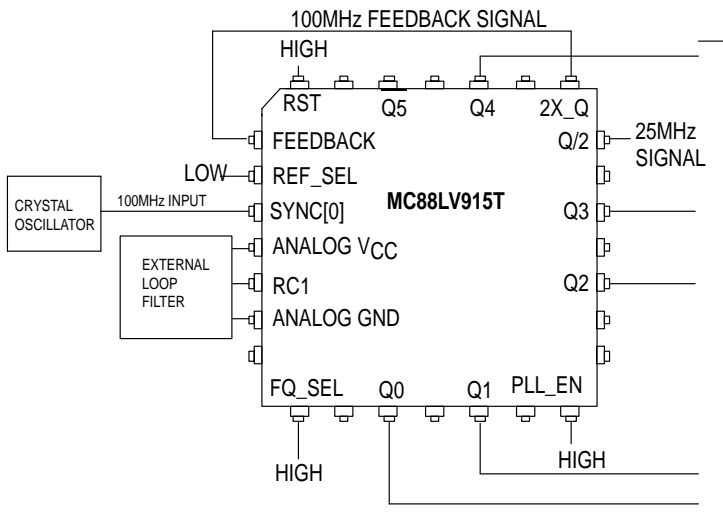 100MHz FEEDBACK SIGNAL
HIGH
RST Q5 Q4 2X_Q
FEEDBACK Q/2 25MHz
SIGNAL
LOW REF_SEL
MC88LV915T
CRYSTAL
OSCILLATOR
100MHz INPUT
SYNC[0] Q3
ANALOG VCC
EXTERNAL
LOOP
FILTER
RC1 Q2
ANALOG GND
FQ_SEL Q0 Q1 PLL_EN
HIGH HIGH